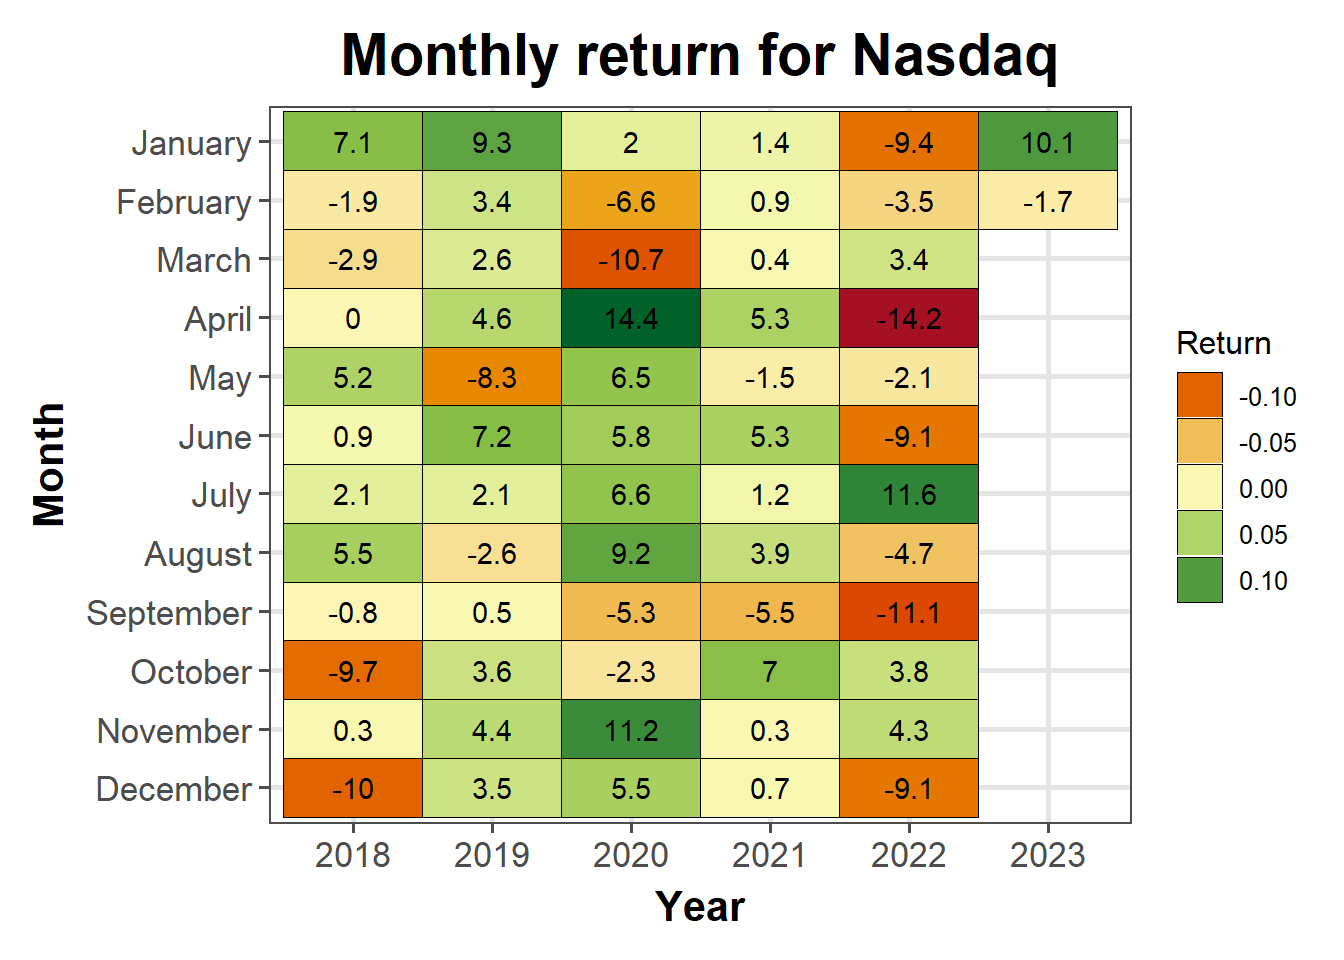 Monthly return for Nasdaq
January 7.1 9.3 2 1.4 -9.4 10.1
February -1.9 3.4 -6.6 0.9 -3.5 -1.7
March -2.9 2.6 -10.7 0.4 3.4
April 0 4.6 14.4 5.3 -14.2
May 5.2 -8.3 6.5 -1.5 -2.1
June 0.9 7.2 5.8 5.3 -9.1
July 2.1 2.1 6.6 1.2 11.6
August 5.5 -2.6 9.2 3.9 -4.7
September -0.8 0.5 -5.3 -5.5 -11.1
October -9.7 3.6 -2.3 7 3.8
November 0.3 4.4 11.2 0.3 4.3
December -10 3.5 5.5 0.7 -9.1
2018 2019 2020 2021 2022 2023
Year
Month
Return
-0.10
-0.05
0.00
0.05
0.10